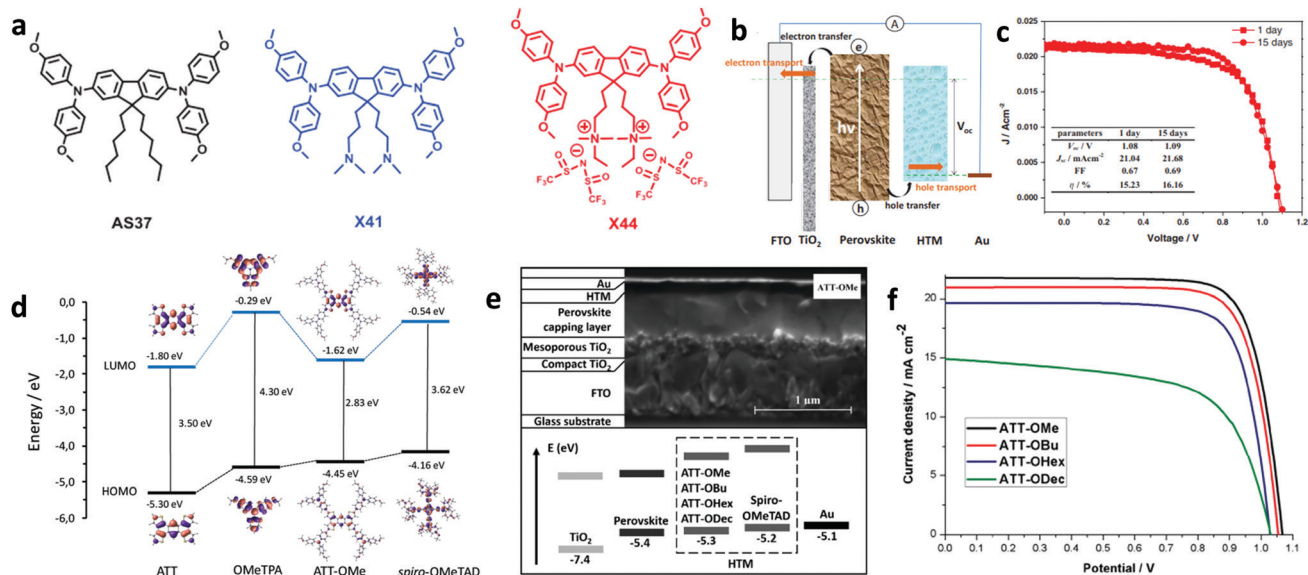 a
O
O
N
N
O
O
AS37
O
O
N
N
O
O
N
N
X41
O
O
N
N
O
O
+
+
N
N
−
−
N
N
O=S=O
O=S=O
O=S=O
O=S=O
F3C
CF3
F3C
CF3
X44
b
A
electron transfer
e
electron transport
hv
Voc
h
hole transfer
hole transport
FTO
TiO2
Perovskite
HTM
Au
c
1 day
15 days
J / Acm-2
0.025
0.020
0.015
0.010
0.005
0.000
parameters 1 day 15 days
Voc / V 1.08 1.09
Jsc / mAcm-2 21.04 21.68
FF 0.67 0.69
η / % 15.23 16.16
0.0 0.2 0.4 0.6 0.8 1.0 1.2
Voltage / V
d
Energy / eV
0,0
-1,0
-2,0
-3,0
-4,0
-5,0
-6,0
LUMO
HOMO
-1.80 eV
-0.29 eV
-1.62 eV
-0.54 eV
3.50 eV
4.30 eV
2.83 eV
3.62 eV
-5.30 eV
-4.59 eV
-4.45 eV
-4.16 eV
ATT
OMeTPA
ATT-OMe
spiro-OMeTAD
e
Au
HTM
Perovskite
capping layer
Mesoporous TiO2
Compact TiO2
FTO
Glass substrate
ATT-OMe
1 μm
E (eV)
TiO2
-7.4
Perovskite
-5.4
ATT-OMe
ATT-OBu
ATT-OHex
ATT-ODec
-5.3
Spiro-
OMeTAD
-5.2
HTM
Au
-5.1
f
Current density / mA cm-2
20
15
10
5
0
ATT-OMe
ATT-OBu
ATT-OHex
ATT-ODec
0.0 0.1 0.2 0.3 0.4 0.5 0.6 0.7 0.8 0.9 1.0 1.1
Potential / V